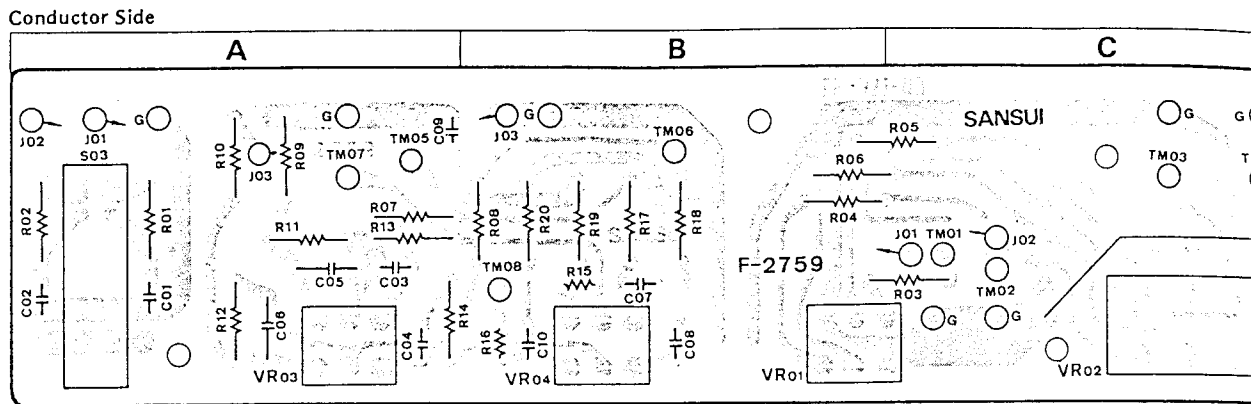 Conductor Side
A B C
J02
J01
S03
G
R10
J03
R09
G
TM07
TM05
C09
J03
G
TM06
R05
SANSUI
G
G
R06
TM03
T
R02
R01
R11
R07
R13
R08
R20
R19
R17
R18
R04
J01
TM01
J02
C05
C03
TM08
R15
C07
F-2759
R03
TM02
C02
C01
R12
C06
C04
R14
R16
C10
C08
G
G
VR03
VR04
VR01
VR02